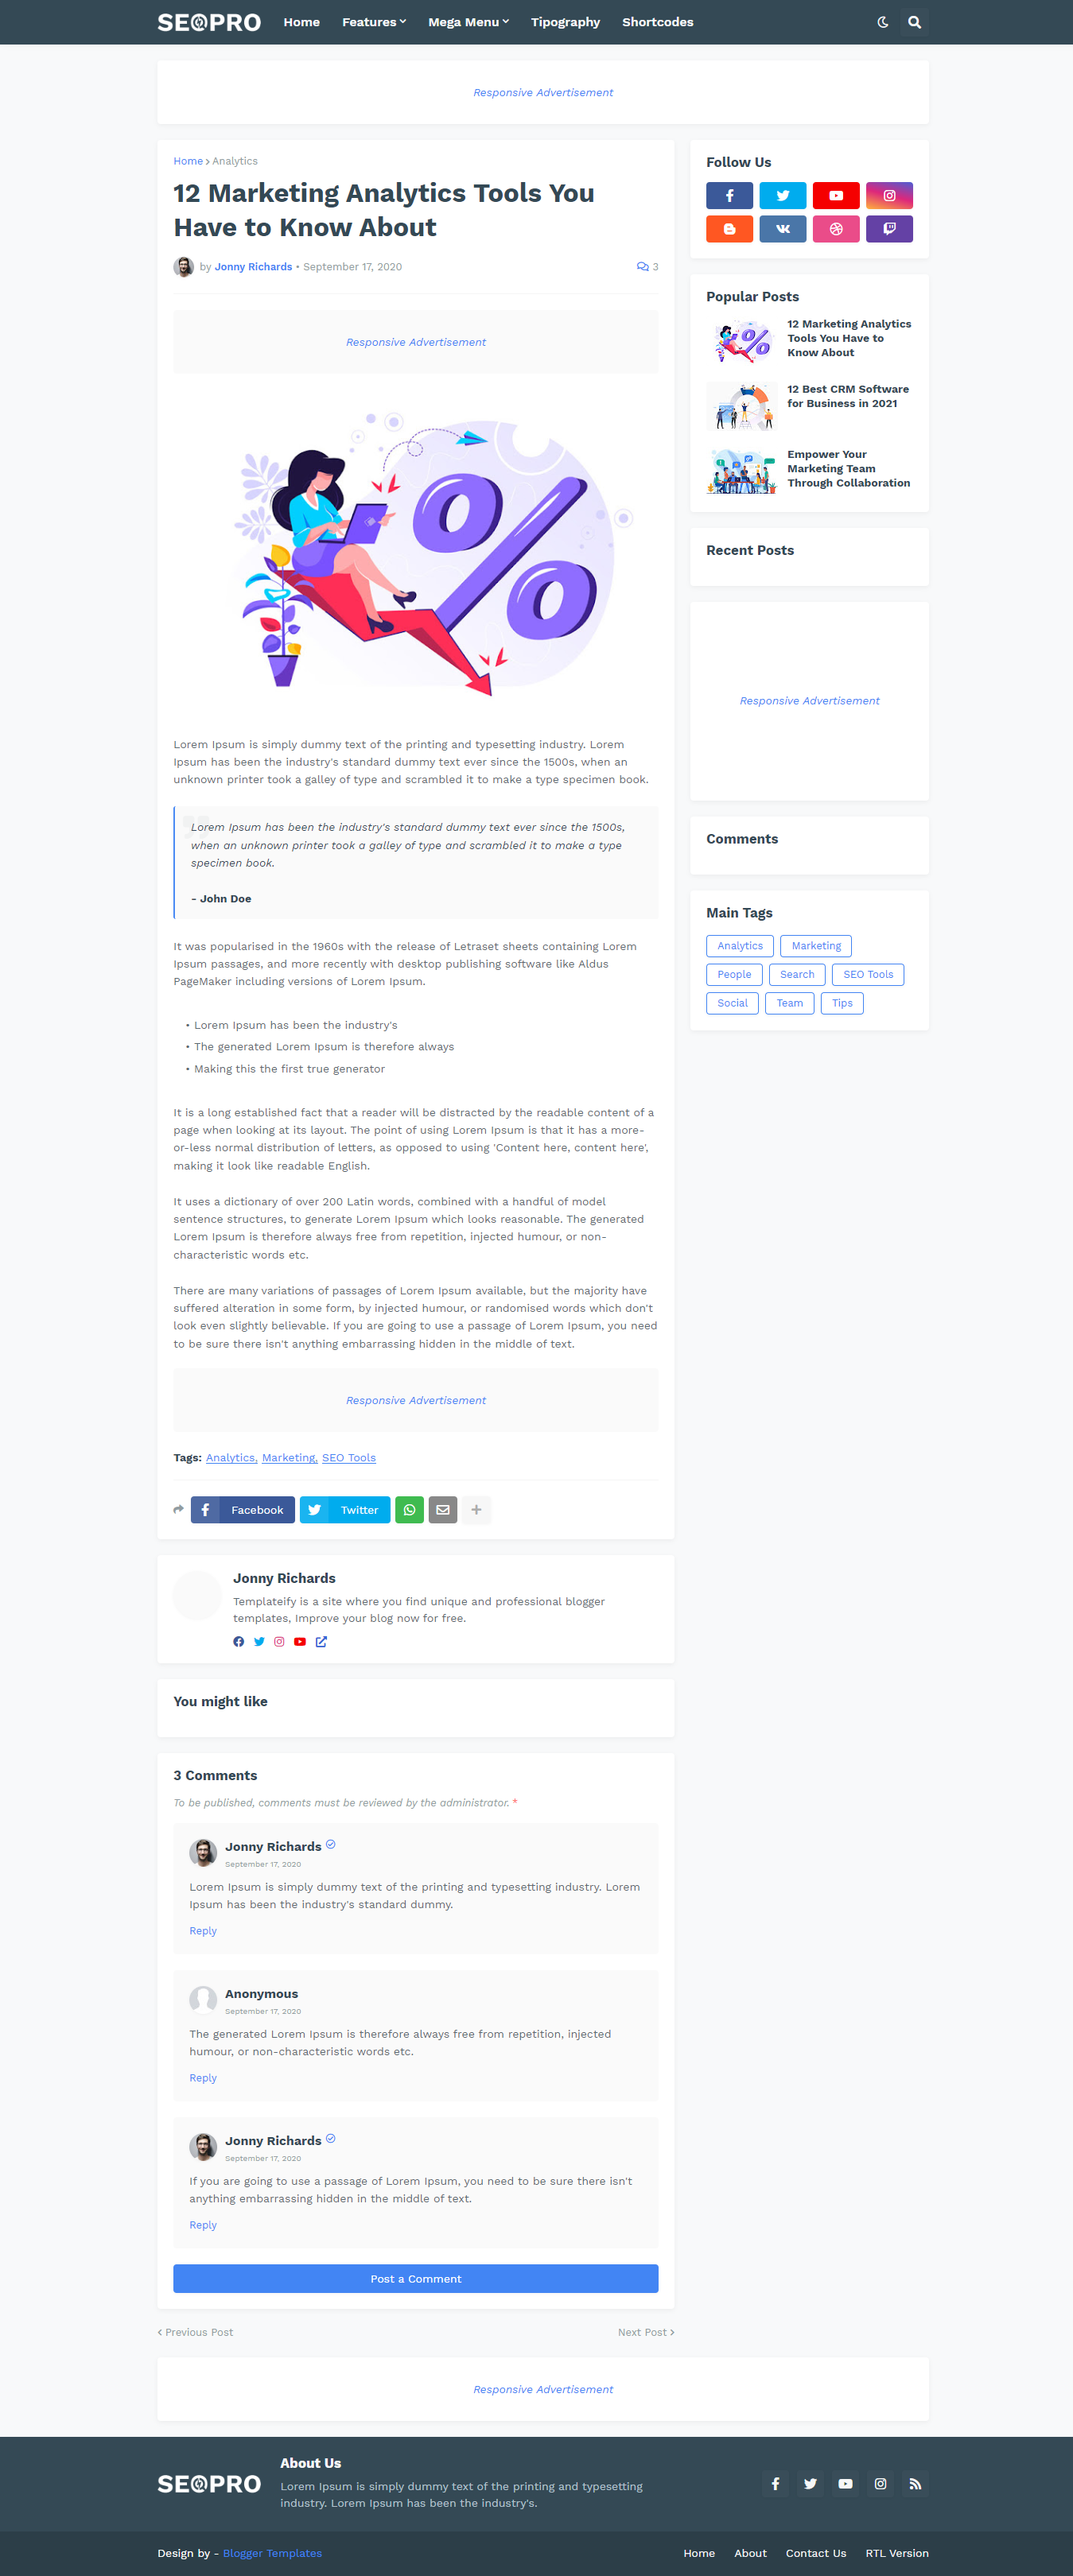 SEOPRO
Home Features Mega Menu Tipography Shortcodes
Responsive Advertisement
Home › Analytics
12 Marketing Analytics Tools You
Have to Know About
by Jonny Richards • September 17, 2020
3
Responsive Advertisement
Lorem Ipsum is simply dummy text of the printing and typesetting industry. Lorem
Ipsum has been the industry's standard dummy text ever since the 1500s, when an
unknown printer took a galley of type and scrambled it to make a type specimen book.
Lorem Ipsum has been the industry's standard dummy text ever since the 1500s,
when an unknown printer took a galley of type and scrambled it to make a type
specimen book.
- John Doe
It was popularised in the 1960s with the release of Letraset sheets containing Lorem
Ipsum passages, and more recently with desktop publishing software like Aldus
PageMaker including versions of Lorem Ipsum.
• Lorem Ipsum has been the industry's
• The generated Lorem Ipsum is therefore always
• Making this the first true generator
It is a long established fact that a reader will be distracted by the readable content of a
page when looking at its layout. The point of using Lorem Ipsum is that it has a more-
or-less normal distribution of letters, as opposed to using 'Content here, content here',
making it look like readable English.
It uses a dictionary of over 200 Latin words, combined with a handful of model
sentence structures, to generate Lorem Ipsum which looks reasonable. The generated
Lorem Ipsum is therefore always free from repetition, injected humour, or non-
characteristic words etc.
There are many variations of passages of Lorem Ipsum available, but the majority have
suffered alteration in some form, by injected humour, or randomised words which don't
look even slightly believable. If you are going to use a passage of Lorem Ipsum, you need
to be sure there isn't anything embarrassing hidden in the middle of text.
Responsive Advertisement
Tags: Analytics, Marketing, SEO Tools
Facebook Twitter
Jonny Richards
Templateify is a site where you find unique and professional blogger
templates, Improve your blog now for free.
You might like
3 Comments
To be published, comments must be reviewed by the administrator. *
Jonny Richards
September 17, 2020
Lorem Ipsum is simply dummy text of the printing and typesetting industry. Lorem
Ipsum has been the industry's standard dummy.
Reply
Anonymous
September 17, 2020
The generated Lorem Ipsum is therefore always free from repetition, injected
humour, or non-characteristic words etc.
Reply
Jonny Richards
September 17, 2020
If you are going to use a passage of Lorem Ipsum, you need to be sure there isn't
anything embarrassing hidden in the middle of text.
Reply
Post a Comment
‹ Previous Post
Next Post ›
Follow Us
Popular Posts
12 Marketing Analytics
Tools You Have to
Know About
12 Best CRM Software
for Business in 2021
Empower Your
Marketing Team
Through Collaboration
Recent Posts
Responsive Advertisement
Comments
Main Tags
Analytics Marketing
People Search SEO Tools
Social Team Tips
Responsive Advertisement
SEOPRO
About Us
Lorem Ipsum is simply dummy text of the printing and typesetting
industry. Lorem Ipsum has been the industry's.
Design by - Blogger Templates
Home About Contact Us RTL Version